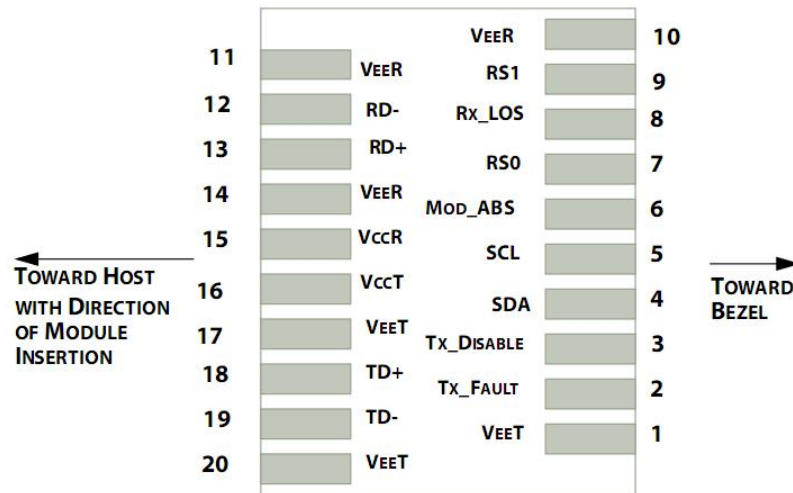 11 VEER
12 RD-
13 RD+
14 VEER
15 VCCR
16 VCCT
17 VEET
18 TD+
19 TD-
20 VEET
VEER 10
RS1 9
RX_LOS 8
RS0 7
MOD_ABS 6
SCL 5
SDA 4
TX_DISABLE 3
TX_FAULT 2
VEET 1
TOWARD HOST
WITH DIRECTION
OF MODULE
INSERTION
TOWARD
BEZEL